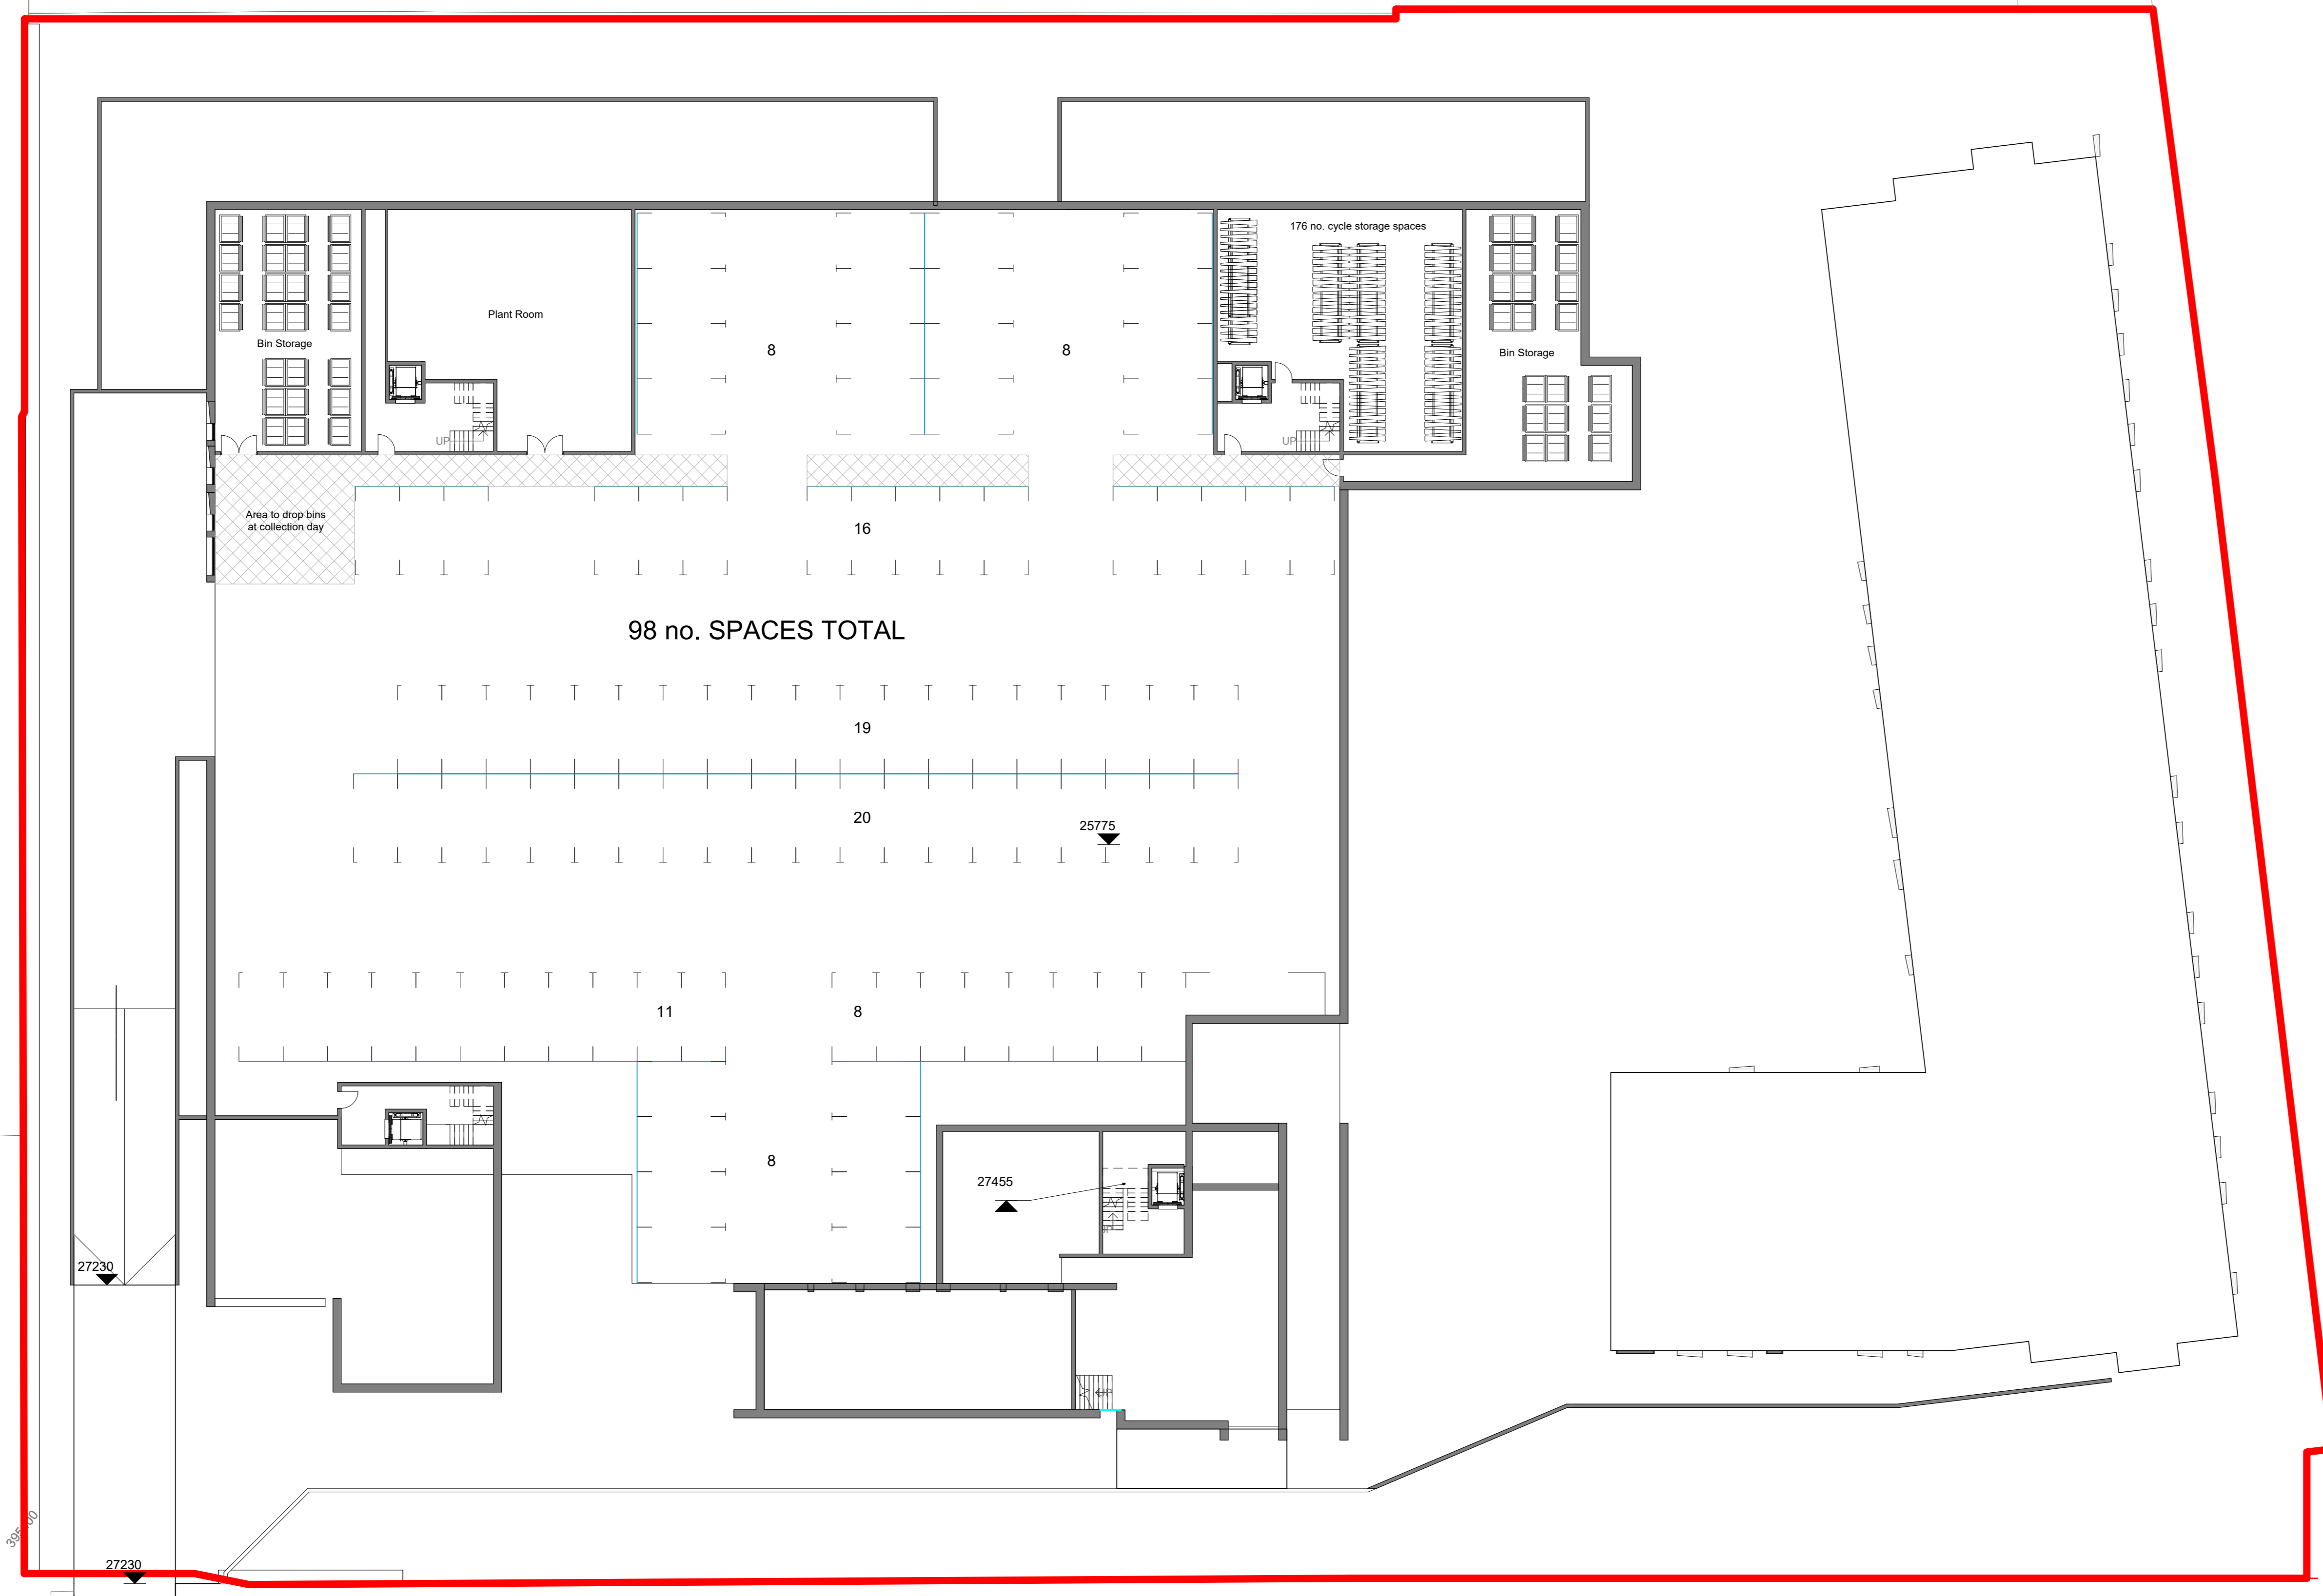 176 no. cycle storage spaces
Plant Room
Bin Storage
8
8
Bin Storage
UP
UP
Area to drop bins
at collection day
16
98 no. SPACES TOTAL
19
20
25775
11
8
8
27455
27230
UP
27230